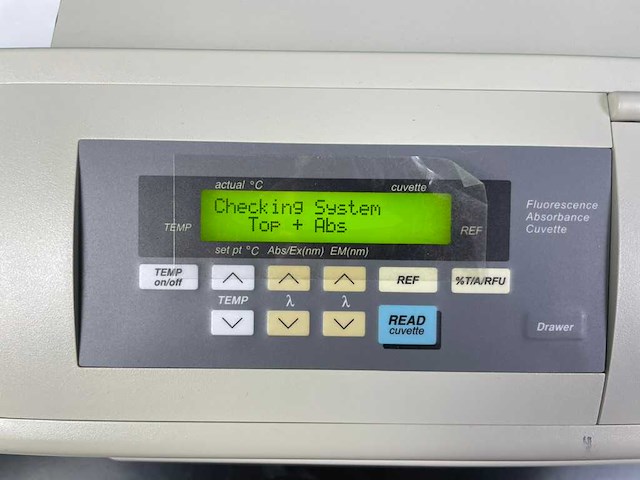 actual °C
cuvette
Checking System
Top + Abs
TEMP
REF
set pt °C Abs/Ex(nm) EM(nm)
Fluorescence
Absorbance
Cuvette
TEMP
on/off
REF
%T/A/RFU
TEMP
λ
λ
READ
cuvette
Drawer